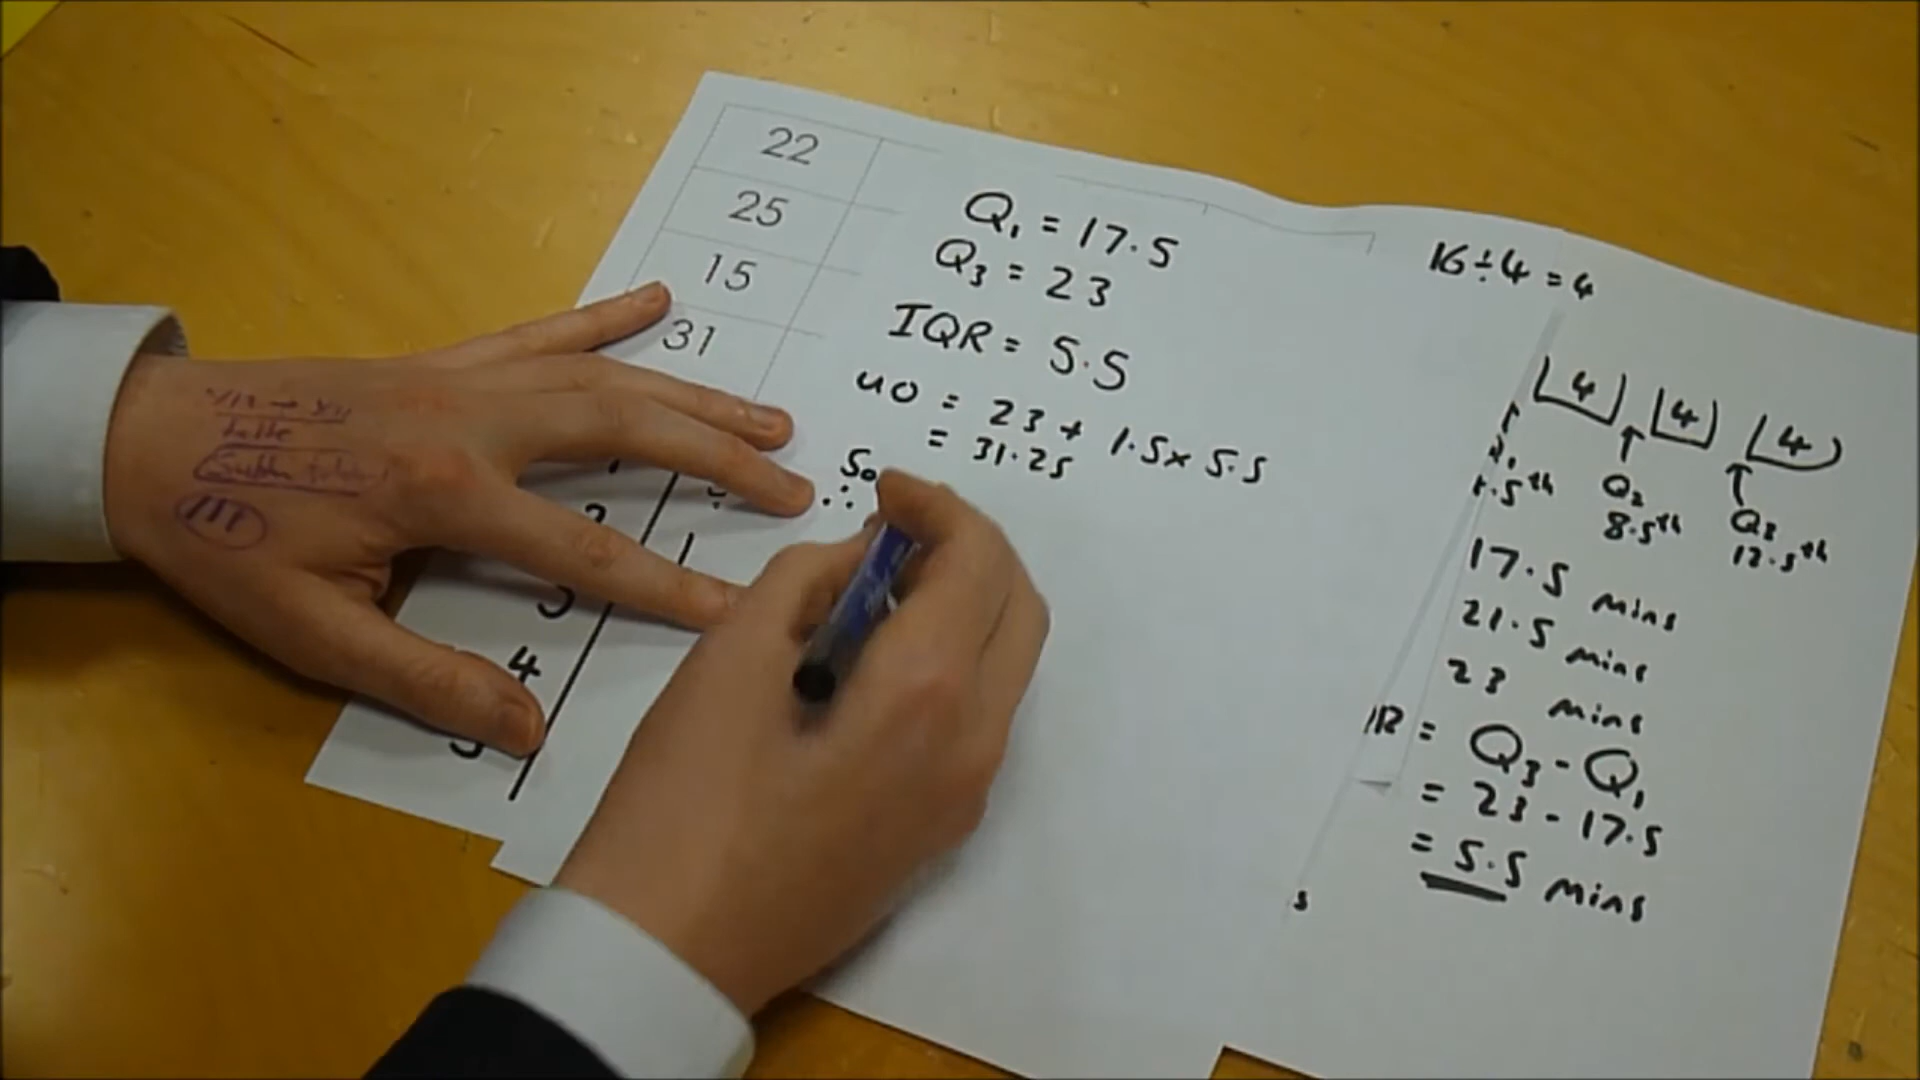 22
25
15
31
Q₁ = 17.5
Q₃ = 23
IQR = 5.5
uo = 23 + 1.5 × 5.5
= 31.25
So
∴
4
16 ÷ 4 = 4
4 4 4
Q₂ Q₃
8.5th 12.5th
17.5 mins
21.5 mins
23 mins
= Q₃ - Q₁
= 23 - 17.5
= 5.5 mins